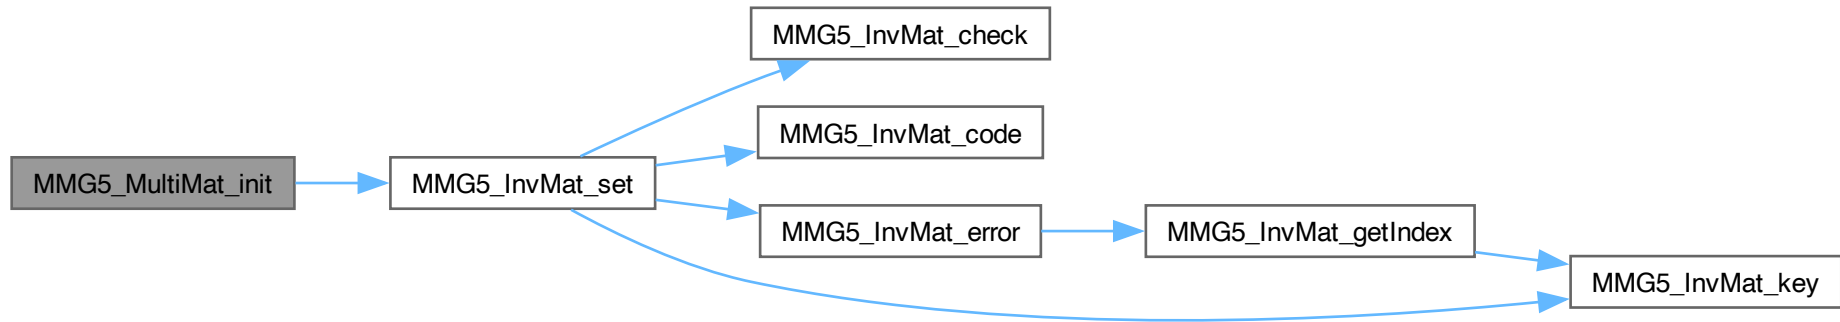 MMG5_InvMat_check
MMG5_InvMat_code
MMG5_MultiMat_init
MMG5_InvMat_set
MMG5_InvMat_error
MMG5_InvMat_getIndex
MMG5_InvMat_key